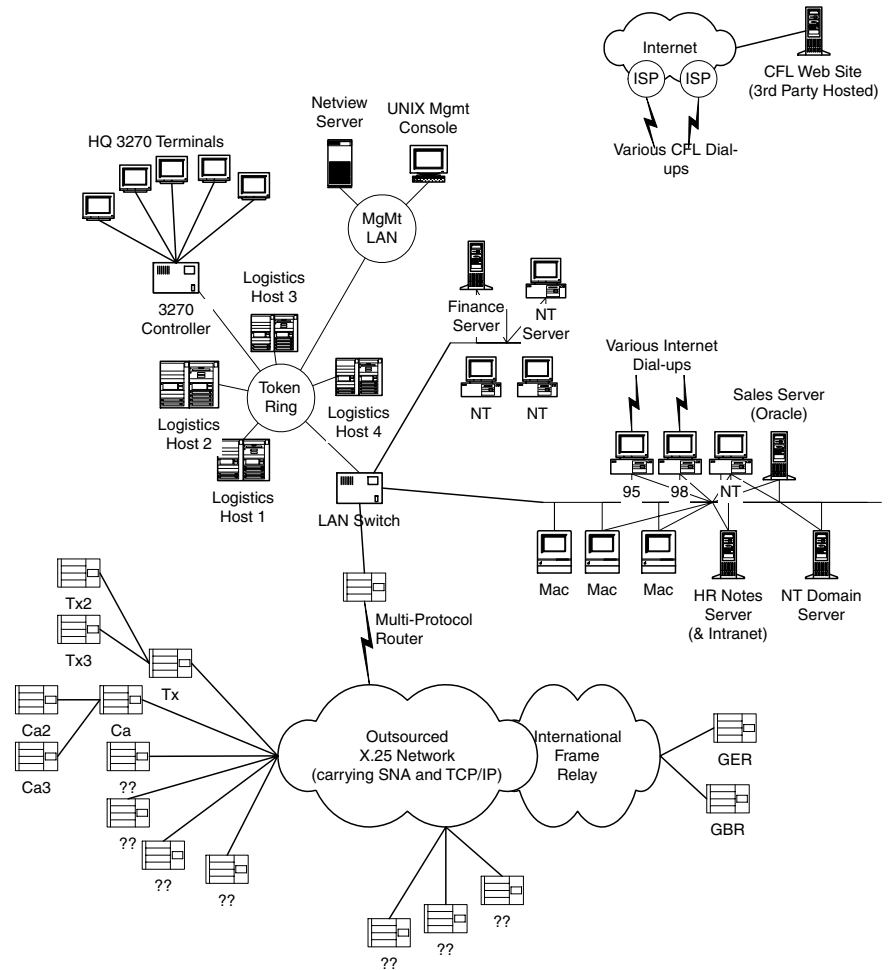 Internet
ISP
ISP
CFL Web Site
(3rd Party Hosted)
Various CFL Dial-
ups
Netview
Server
UNIX Mgmt
Console
HQ 3270 Terminals
MgMt
LAN
3270
Controller
Logistics
Host 3
Finance
Server
NT
Server
Token
Ring
Logistics
Host 2
Logistics
Host 4
NT
NT
Various Internet
Dial-ups
Sales Server
(Oracle)
Logistics
Host 1
LAN Switch
95
98
NT
Mac
Mac
Mac
HR Notes
Server
(& Intranet)
NT Domain
Server
Multi-Protocol
Router
Tx2
Tx3
Tx
Ca2
Ca
Ca3
??
??
??
??
Outsourced
X.25 Network
(carrying SNA and TCP/IP)
International
Frame
Relay
GER
GBR
??
??
??